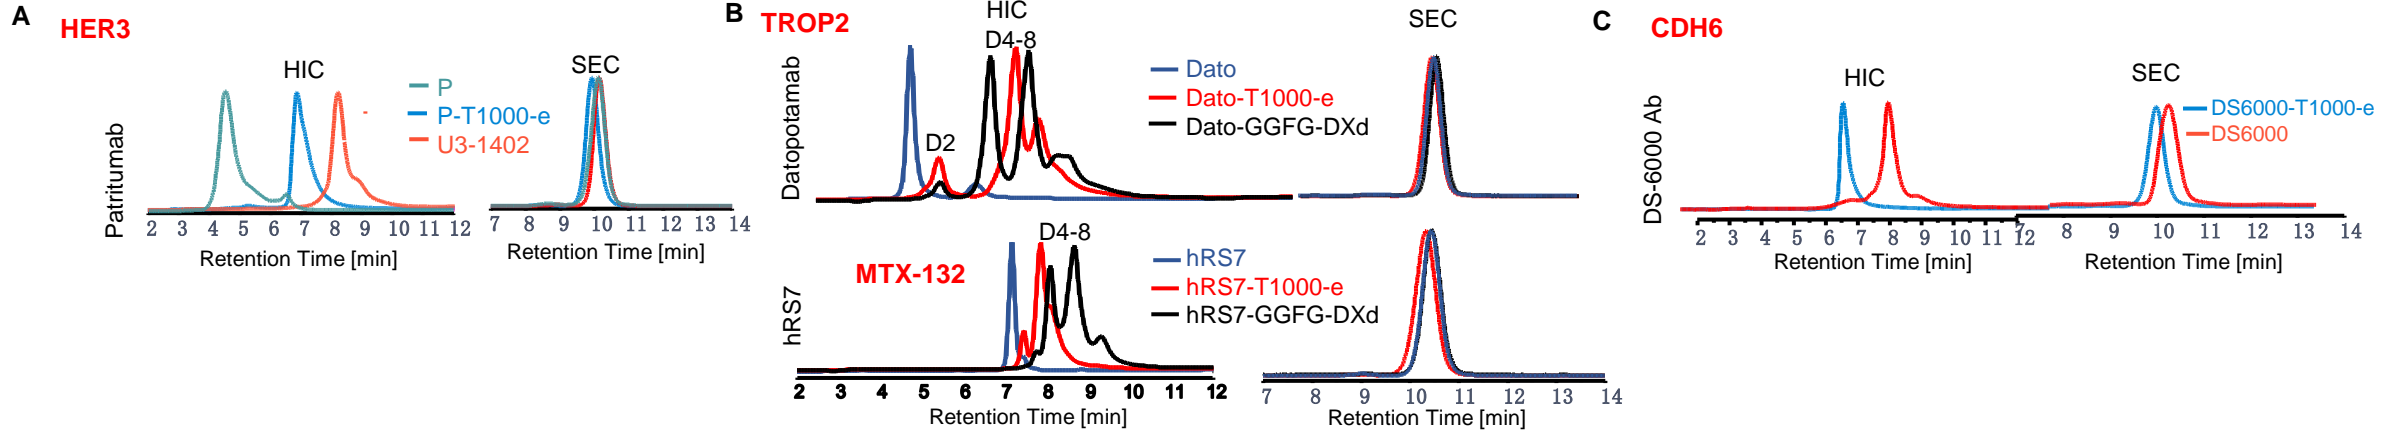 A
HER3
HIC
SEC
P
P-T1000-e
U3-1402
Patritumab
2 3 4 5 6 7 8 9 10 11 12
7 8 9 10 11 12 13 14
Retention Time [min]
Retention Time [min]
B
TROP2
HIC
D4-8
D2
SEC
Dato
Dato-T1000-e
Dato-GGFG-DXd
Datopotamab
MTX-132
D4-8
hRS7
hRS7-T1000-e
hRS7-GGFG-DXd
hRS7
2 3 4 5 6 7 8 9 10 11 12
7 8 9 10 11 12 13 14
Retention Time [min]
Retention Time [min]
C
CDH6
HIC
SEC
DS6000-T1000-e
DS6000
DS-6000 Ab
2 3 4 5 6 7 8 9 10 11 12
8 9 10 11 12 13 14
Retention Time [min]
Retention Time [min]